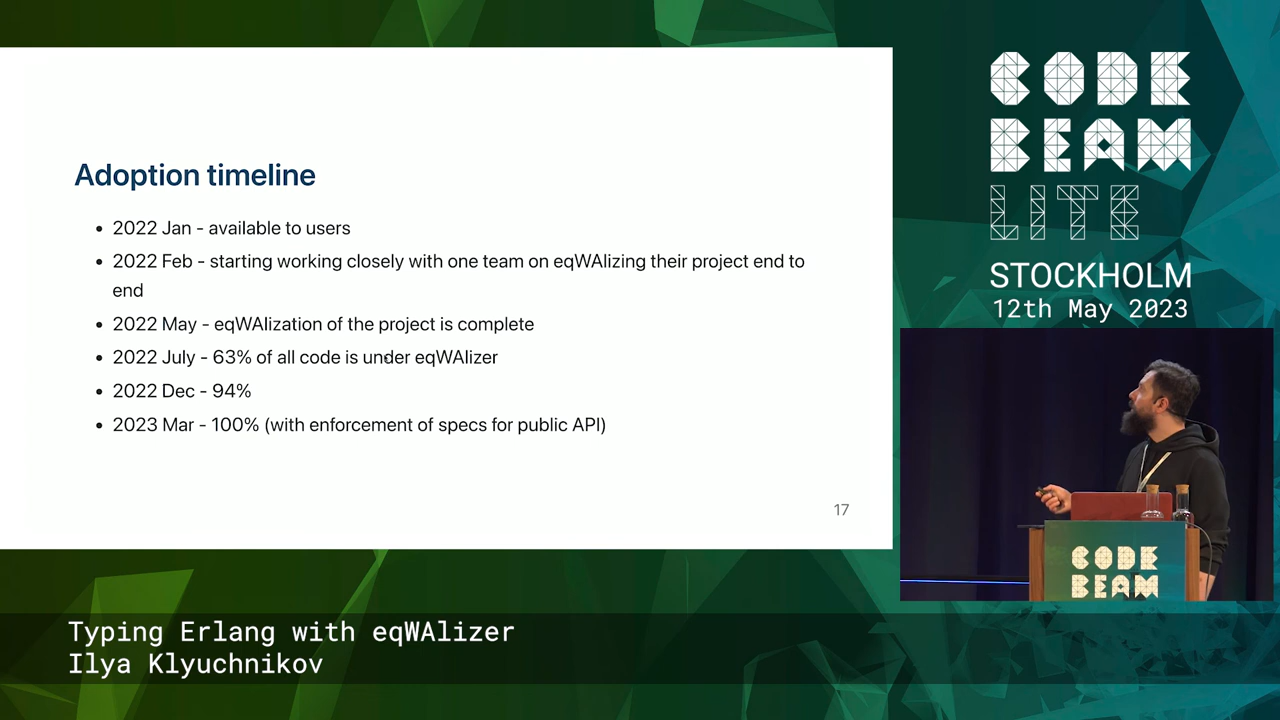 Adoption timeline
2022 Jan - available to users
2022 Feb - starting working closely with one team on eqWAlizing their project end to
end
2022 May - eqWAlization of the project is complete
2022 July - 63% of all code is under eqWAlizer
2022 Dec - 94%
2023 Mar - 100% (with enforcement of specs for public API)
17
CODE
BEAM
LITE
STOCKHOLM
12th May 2023
CODE
BEAM
Typing Erlang with eqWAlizer
Ilya Klyuchnikov